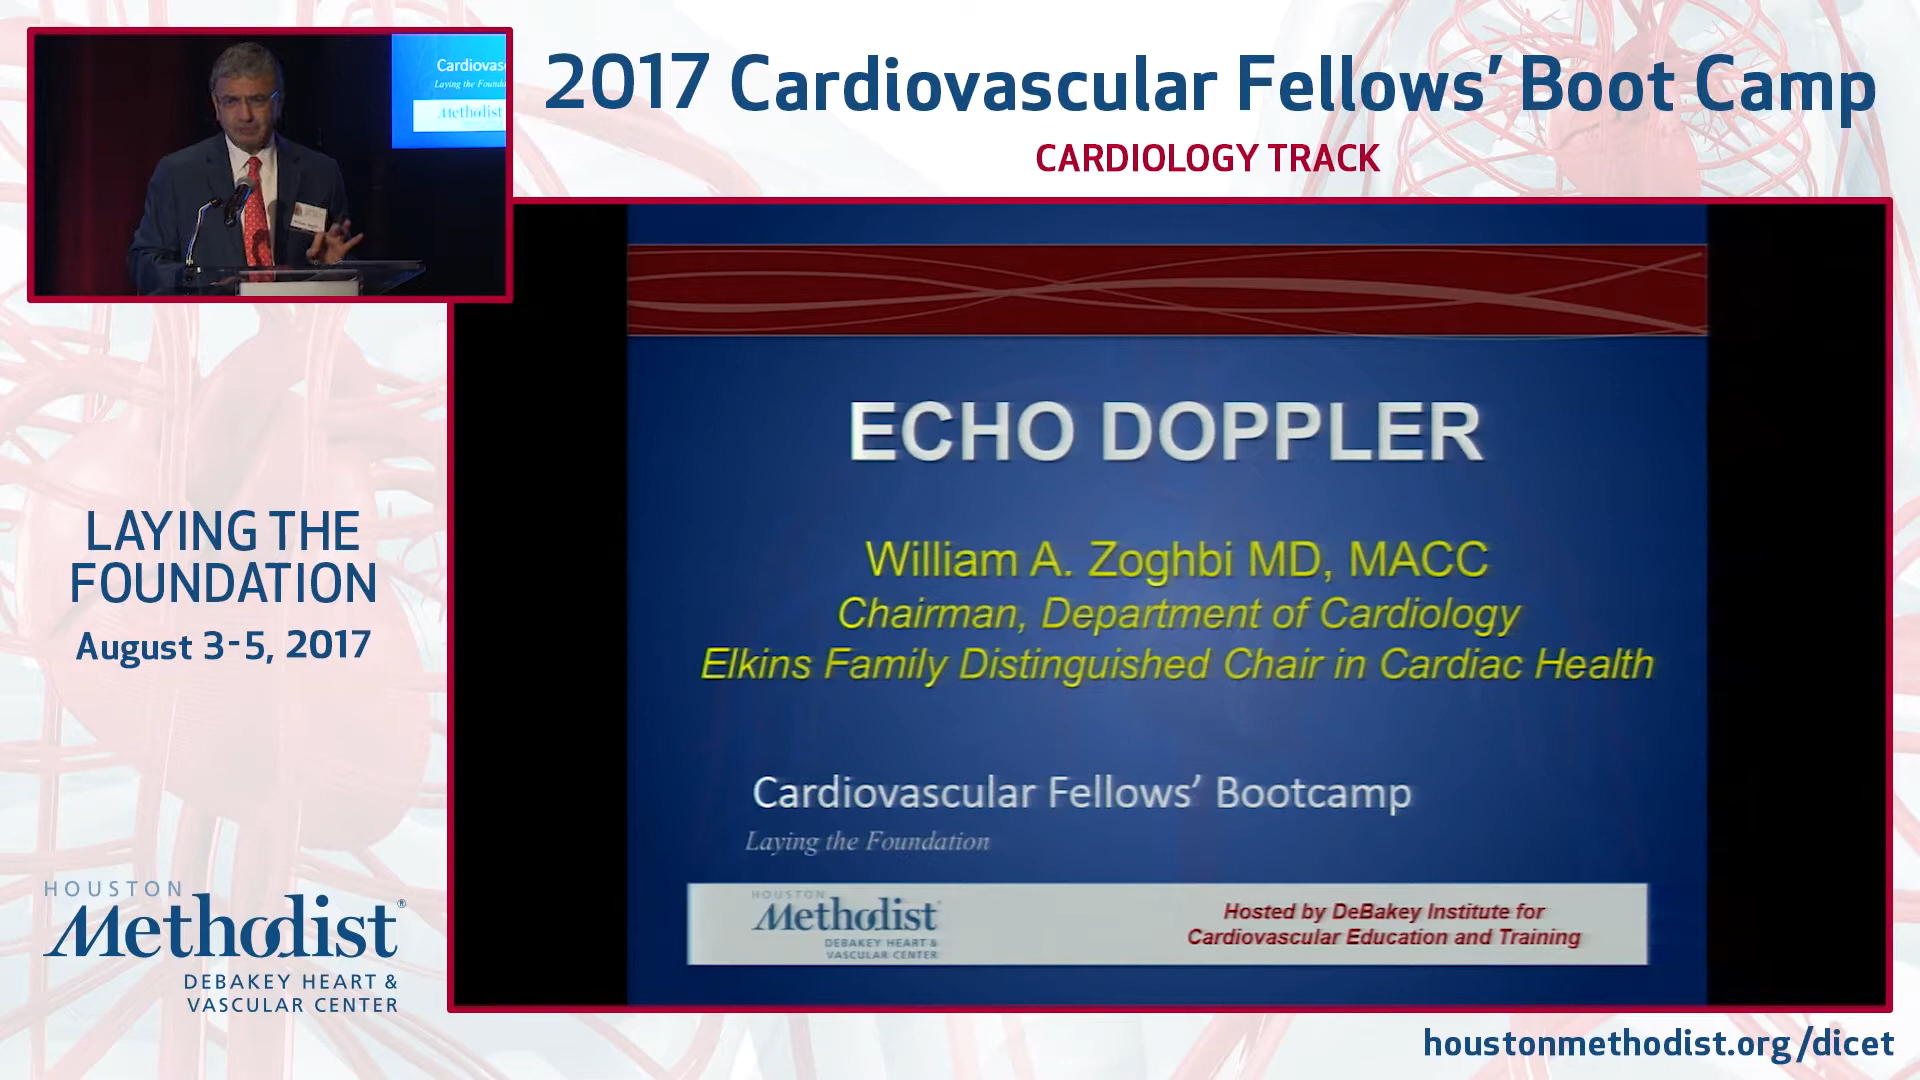 Cardiovas
Laying the Founda
Methodist
2017 Cardiovascular Fellows’ Boot Camp
CARDIOLOGY TRACK
ECHO DOPPLER
William A. Zoghbi MD, MACC
Chairman, Department of Cardiology
Elkins Family Distinguished Chair in Cardiac Health
Cardiovascular Fellows’ Bootcamp
Laying the Foundation
HOUSTON
Methodist
DEBAKEY HEART &
VASCULAR CENTER
Hosted by DeBakey Institute for
Cardiovascular Education and Training
LAYING THE
FOUNDATION
August 3-5, 2017
HOUSTON
Methodist®
DEBAKEY HEART &
VASCULAR CENTER
houstonmethodist.org/dicet